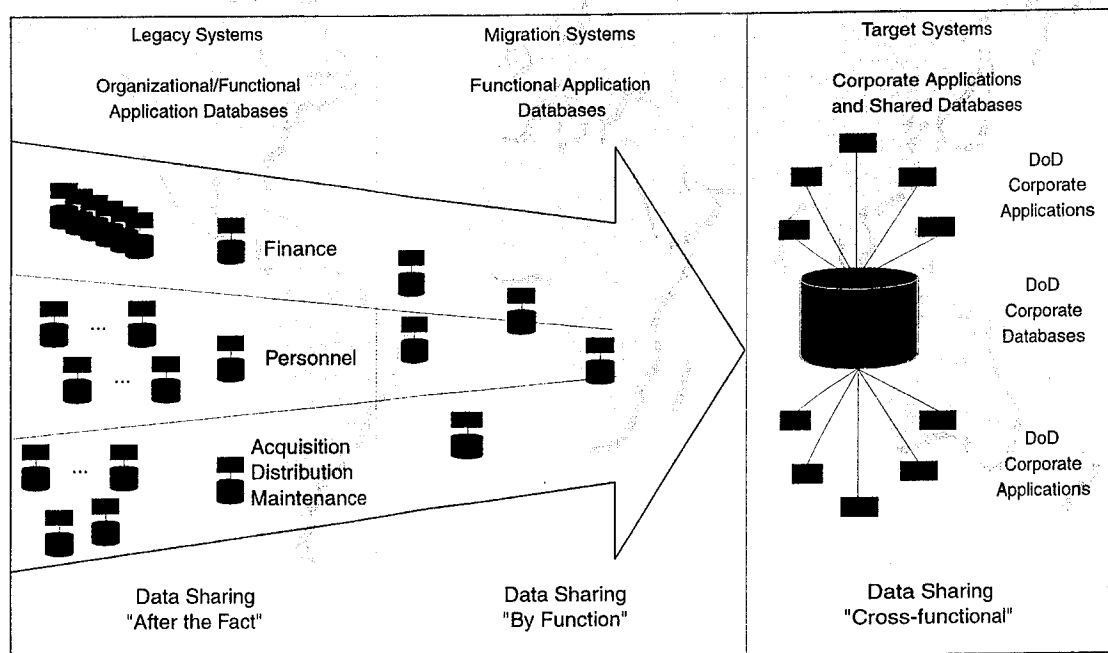 Legacy Systems
Organizational/Functional
Application Databases
Migration Systems
Functional Application
Databases
Target Systems
Corporate Applications
and Shared Databases
Finance
...
Personnel
...
...
Acquisition
Distribution
Maintenance
DoD
Corporate
Applications
DoD
Corporate
Databases
DoD
Corporate
Applications
Data Sharing
"After the Fact"
Data Sharing
"By Function"
Data Sharing
"Cross-functional"